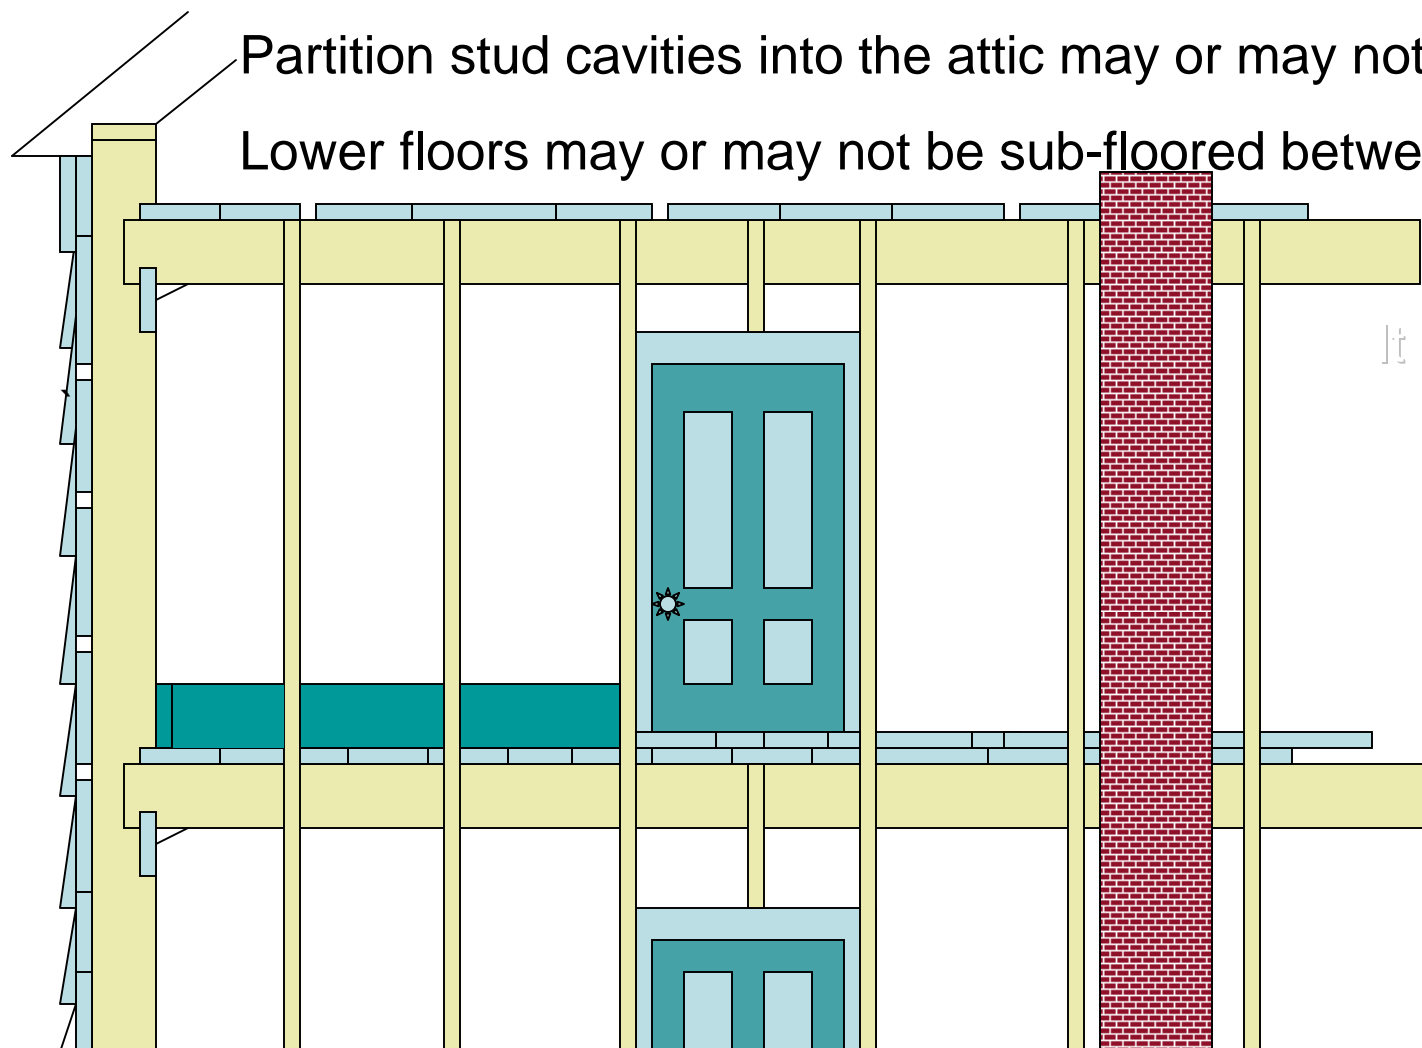 Partition stud cavities into the attic may or may not
Lower floors may or may not be sub-floored betwe
It